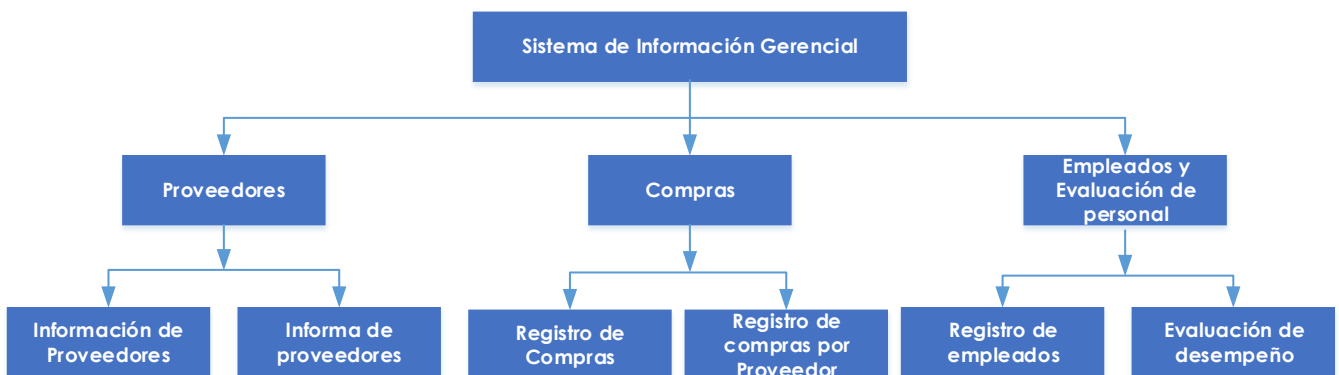 Sistema de Información Gerencial
Proveedores
Compras
Empleados y
Evaluación de
personal
Información de
Proveedores
Informa de
proveedores
Registro de
Compras
Registro de
compras por
Proveedor
Registro de
empleados
Evaluación de
desempeño